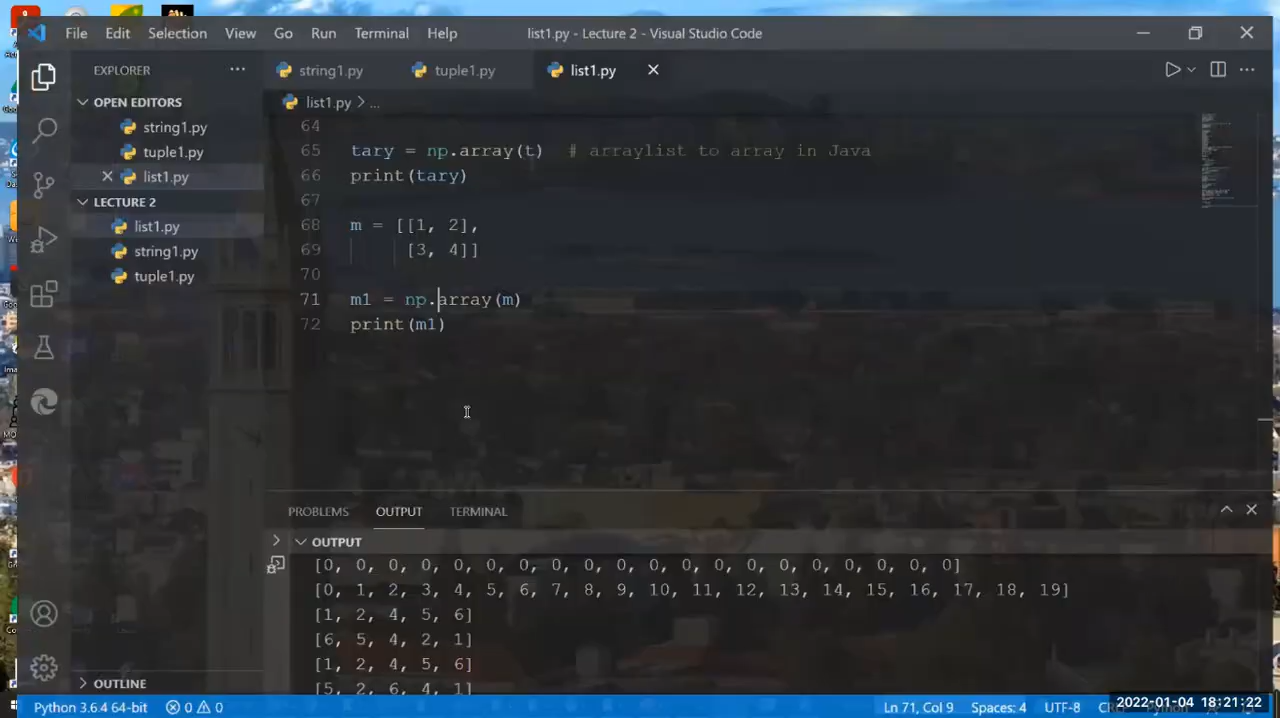 File Edit Selection View Go Run Terminal Help list1.py - Lecture 2 - Visual Studio Code
EXPLORER ... string1.py tuple1.py list1.py
OPEN EDITORS
list1.py > ...
string1.py
tuple1.py
list1.py
LECTURE 2
list1.py
string1.py
tuple1.py
64
65 tary = np.array(t) # arraylist to array in Java
66 print(tary)
67
68 m = [[1, 2],
69 [3, 4]]
70
71 m1 = np.array(m)
72 print(m1)
PROBLEMS OUTPUT TERMINAL
OUTPUT
[0, 0, 0, 0, 0, 0, 0, 0, 0, 0, 0, 0, 0, 0, 0, 0, 0, 0, 0, 0]
[0, 1, 2, 3, 4, 5, 6, 7, 8, 9, 10, 11, 12, 13, 14, 15, 16, 17, 18, 19]
[1, 2, 4, 5, 6]
[6, 5, 4, 2, 1]
[1, 2, 4, 5, 6]
[5, 2, 6, 4, 1]
OUTLINE
Python 3.6.4 64-bit 0 0 Ln 71, Col 9 Spaces: 4 UTF-8 2022-01-04 18:21:22